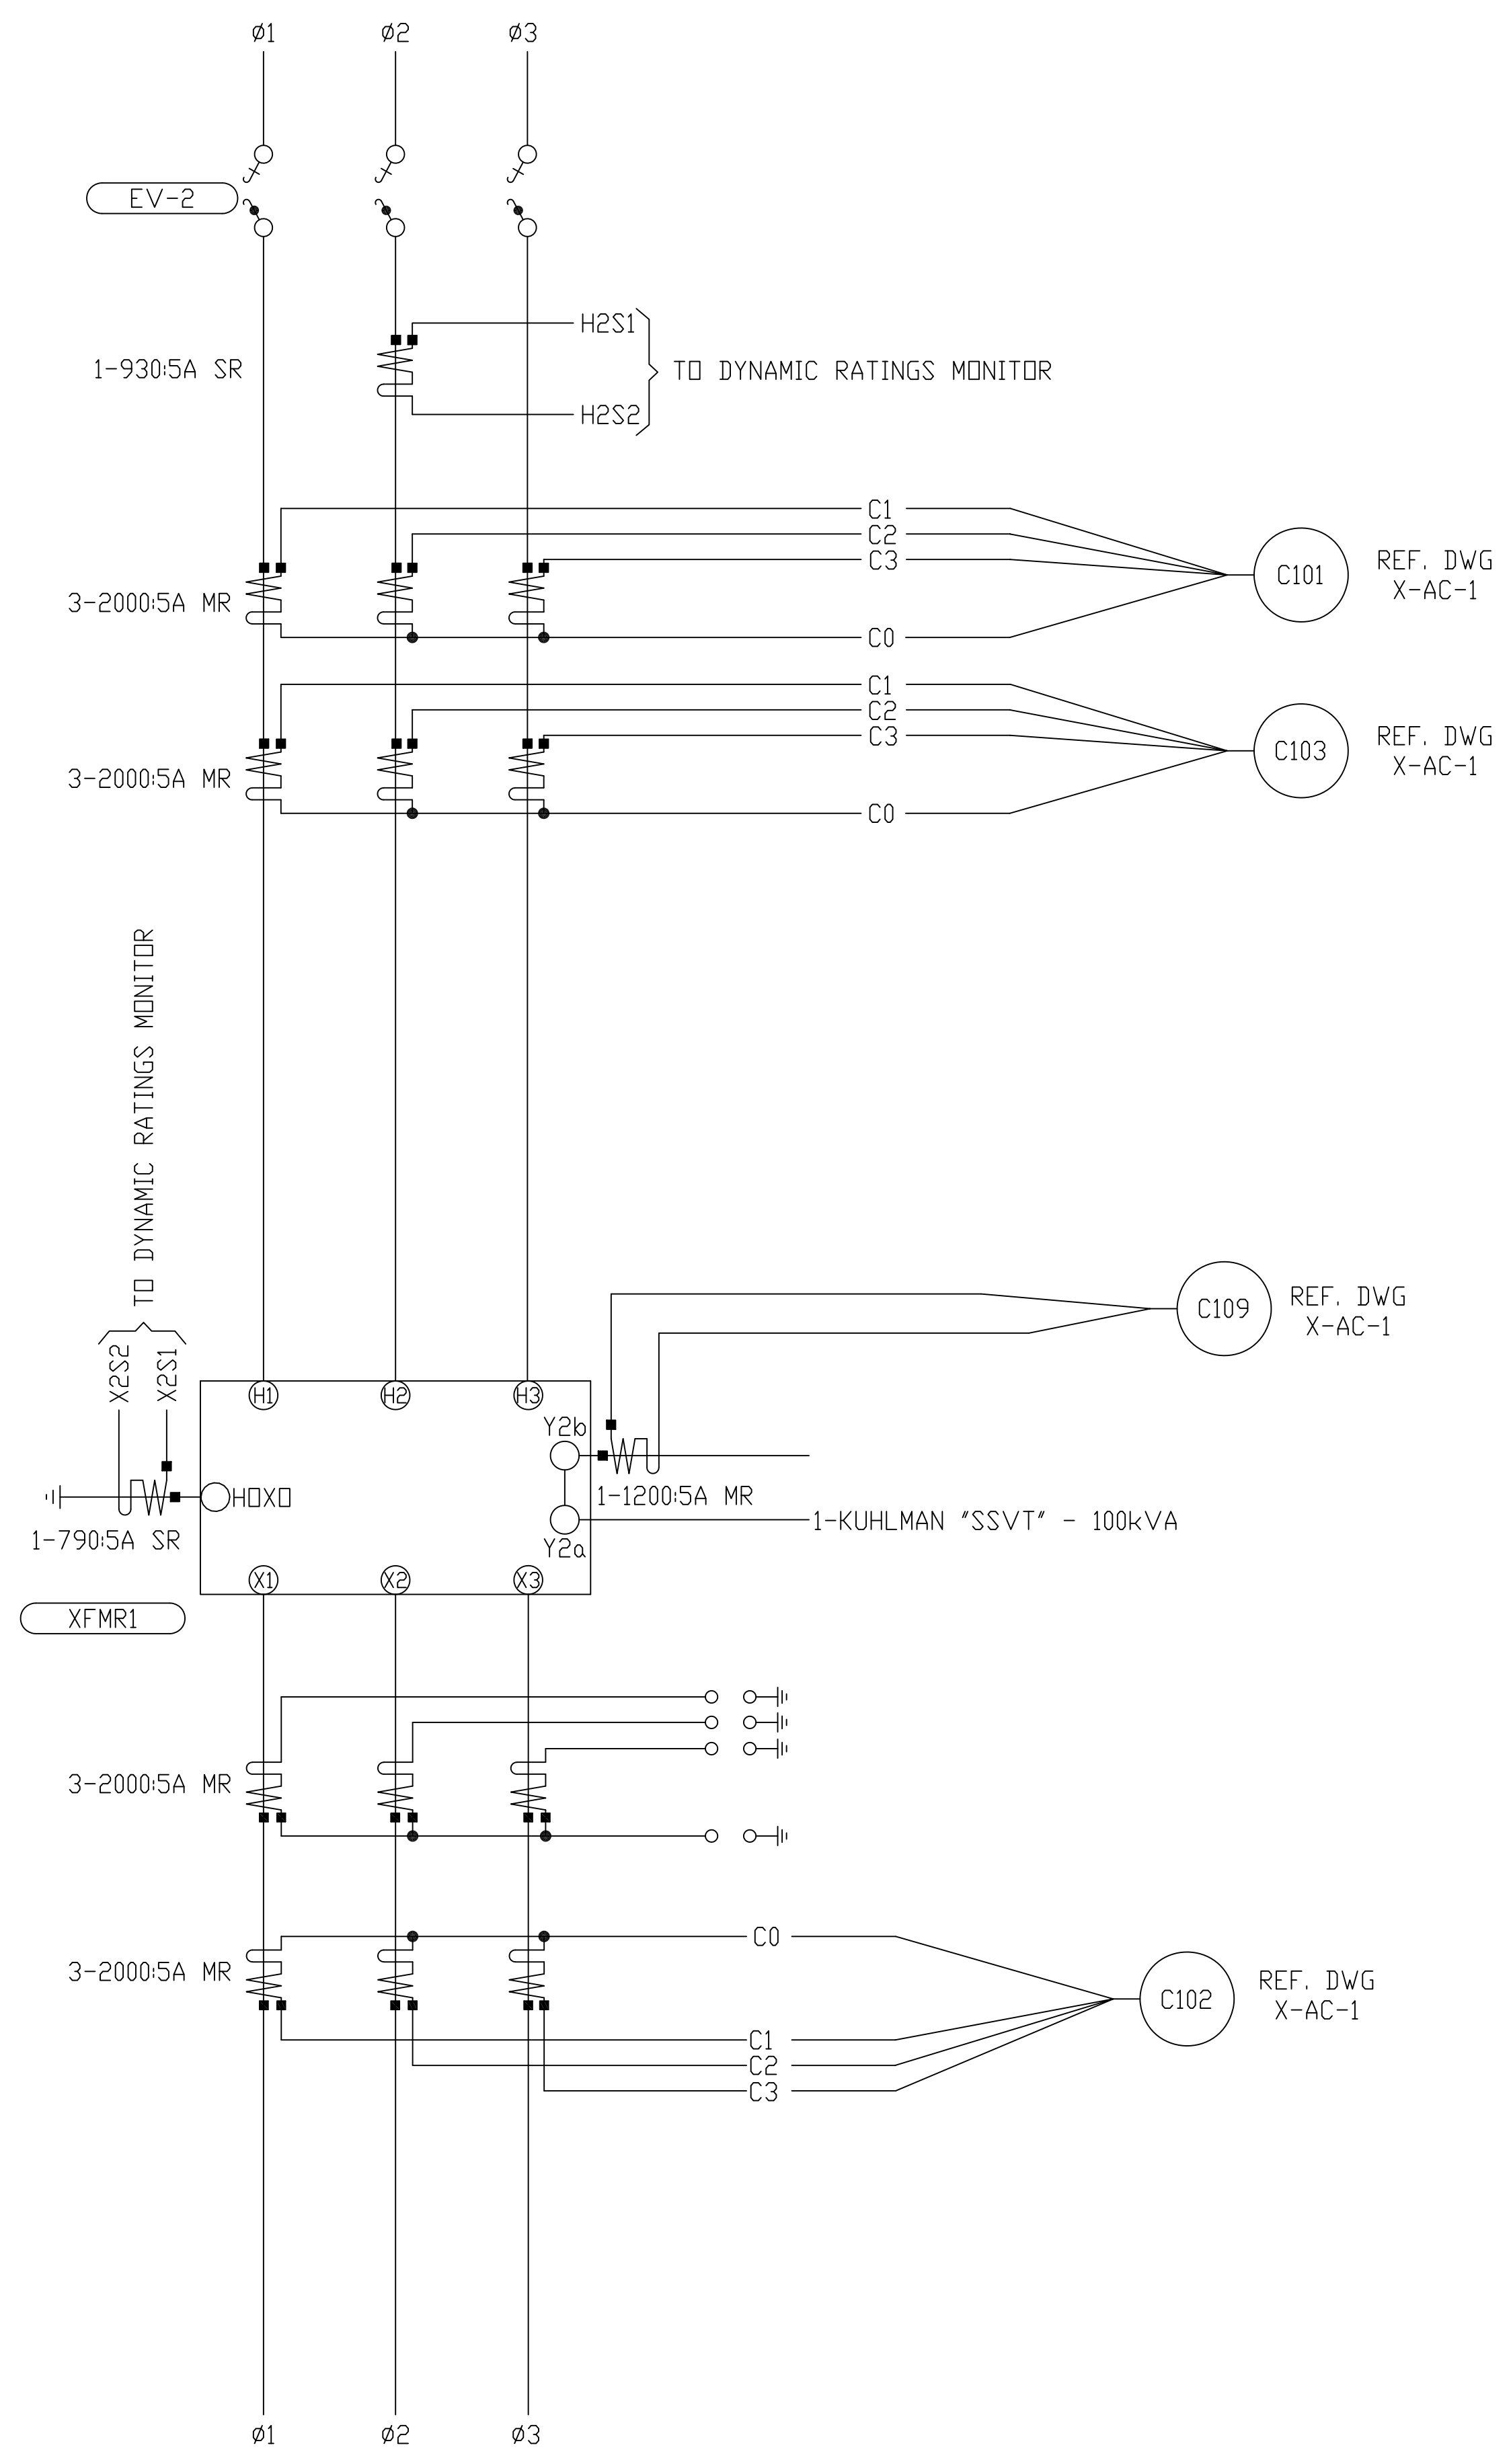 ø1 ø2 ø3
EV-2
H2S1
1-930:5A SR
TO DYNAMIC RATINGS MONITOR
H2S2
C1
C2
C3
C101
REF. DWG
X-AC-1
3-2000:5A MR
C0
C1
C2
C3
C103
REF. DWG
X-AC-1
3-2000:5A MR
C0
TO DYNAMIC RATINGS MONITOR
X2S2
X2S1
C109
REF. DWG
X-AC-1
H1 H2 H3
Y2b
H0X0
1-1200:5A MR
1-790:5A SR
1-KUHLMAN "SSVT" - 100kVA
Y2a
X1 X2 X3
XFMR1
3-2000:5A MR
C0
3-2000:5A MR
C102
REF. DWG
X-AC-1
C1
C2
C3
ø1 ø2 ø3